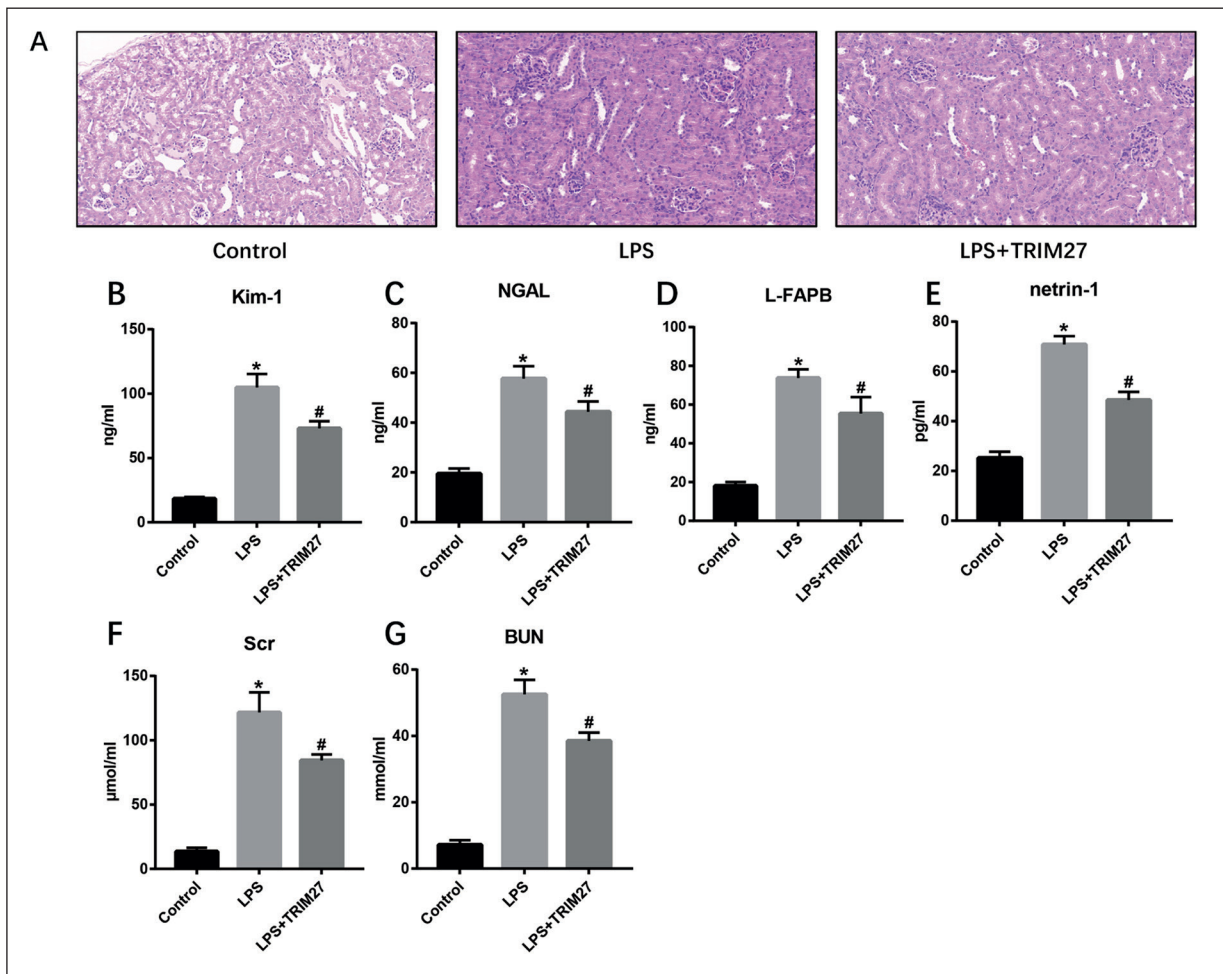 A
Control
LPS
LPS+TRIM27
B
Kim-1
ng/ml
150
100
50
0
Control
LPS
LPS+TRIM27
*
#
C
NGAL
ng/ml
80
60
40
20
0
Control
LPS
LPS+TRIM27
*
#
D
L-FAPB
ng/ml
100
80
60
40
20
0
Control
LPS
LPS+TRIM27
*
#
E
netrin-1
pg/ml
80
60
40
20
0
Control
LPS
LPS+TRIM27
*
#
F
Scr
μmol/ml
150
100
50
0
Control
LPS
LPS+TRIM27
*
#
G
BUN
mmol/ml
60
40
20
0
Control
LPS
LPS+TRIM27
*
#